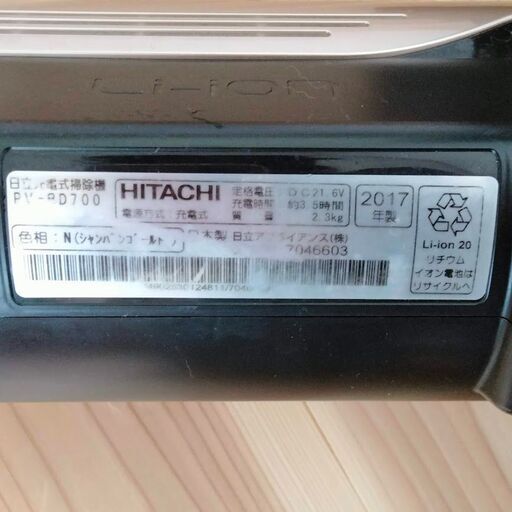 Li-ion
日立充電式掃除機
PV-BD700
HITACHI
電源方式:充電式
定格電圧 DC21.6V
充電時間 約3.5時間
質量 2.3kg
2017
年製
色相:N(シャンパンゴールド)
日本製 日立アプライアンス(株)
7046603
Li-ion 20
リチウム
イオン電池は
リサイクルへ